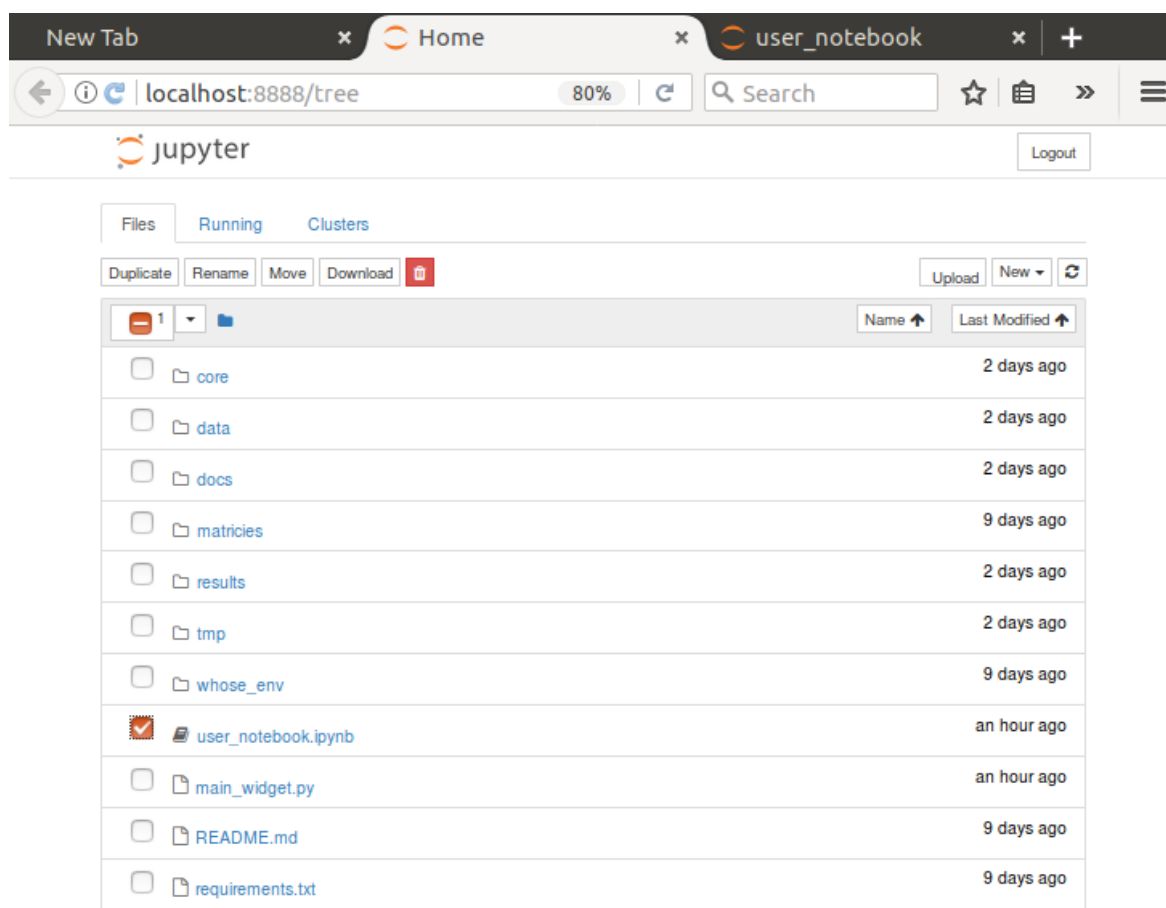 New Tab × Home × user_notebook × +
localhost:8888/tree 80% Search
jupyter Logout
Files Running Clusters
Duplicate Rename Move Download Upload New
1 Name Last Modified
core 2 days ago
data 2 days ago
docs 2 days ago
matricies 9 days ago
results 2 days ago
tmp 2 days ago
whose_env 9 days ago
user_notebook.ipynb an hour ago
main_widget.py an hour ago
README.md 9 days ago
requirements.txt 9 days ago